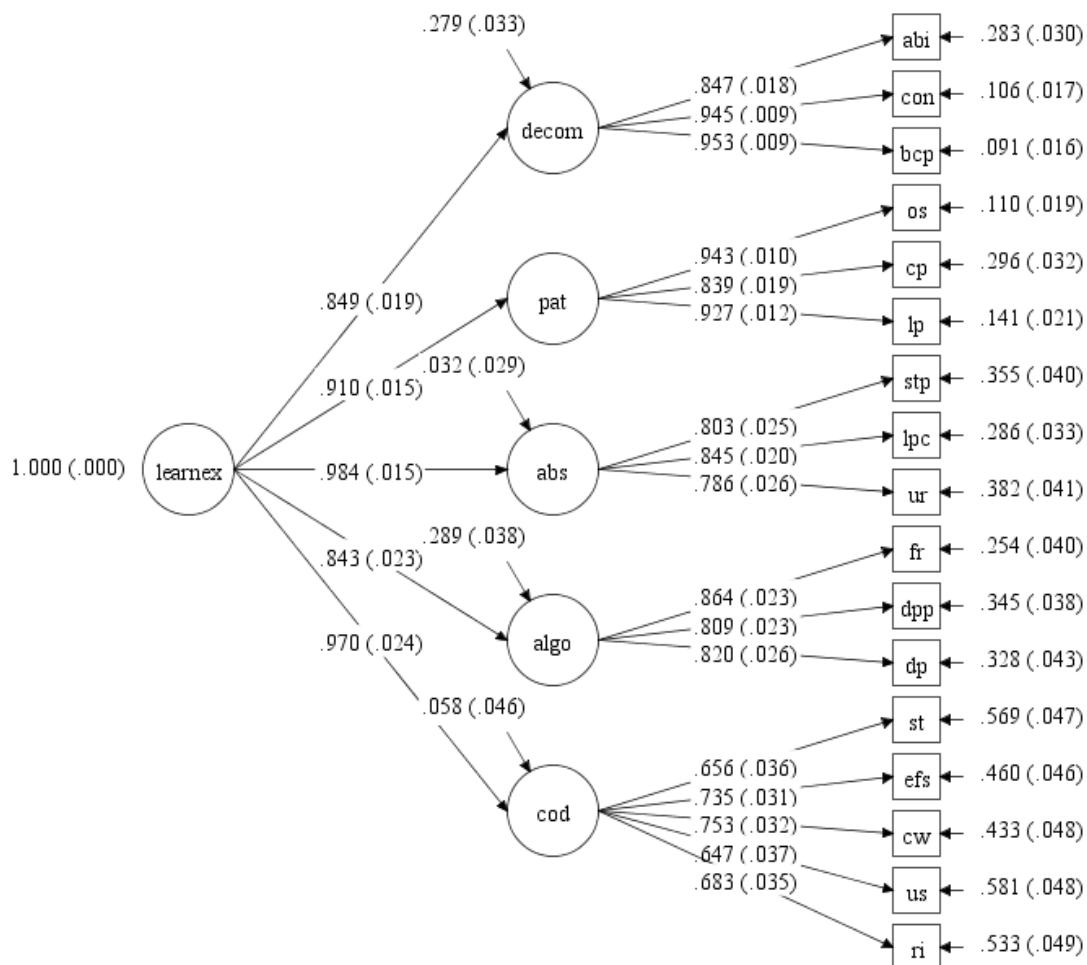 .279 (.033)
abi .283 (.030)
.847 (.018)
con .106 (.017)
.945 (.009)
decom
.953 (.009)
bcp .091 (.016)
os .110 (.019)
.943 (.010)
cp .296 (.032)
.839 (.019)
.849 (.019)
pat
.927 (.012)
lp .141 (.021)
.032 (.029)
.910 (.015)
stp .355 (.040)
.803 (.025)
lpc .286 (.033)
.845 (.020)
1.000 (.000) learnex .984 (.015) abs
.786 (.026)
ur .382 (.041)
.289 (.038)
fr .254 (.040)
.843 (.023)
.864 (.023)
dpp .345 (.038)
.809 (.023)
.970 (.024)
algo
.820 (.026)
dp .328 (.043)
.058 (.046)
st .569 (.047)
.656 (.036)
efs .460 (.046)
.735 (.031)
cod
.753 (.032)
cw .433 (.048)
.647 (.037)
.683 (.035)
us .581 (.048)
ri .533 (.049)